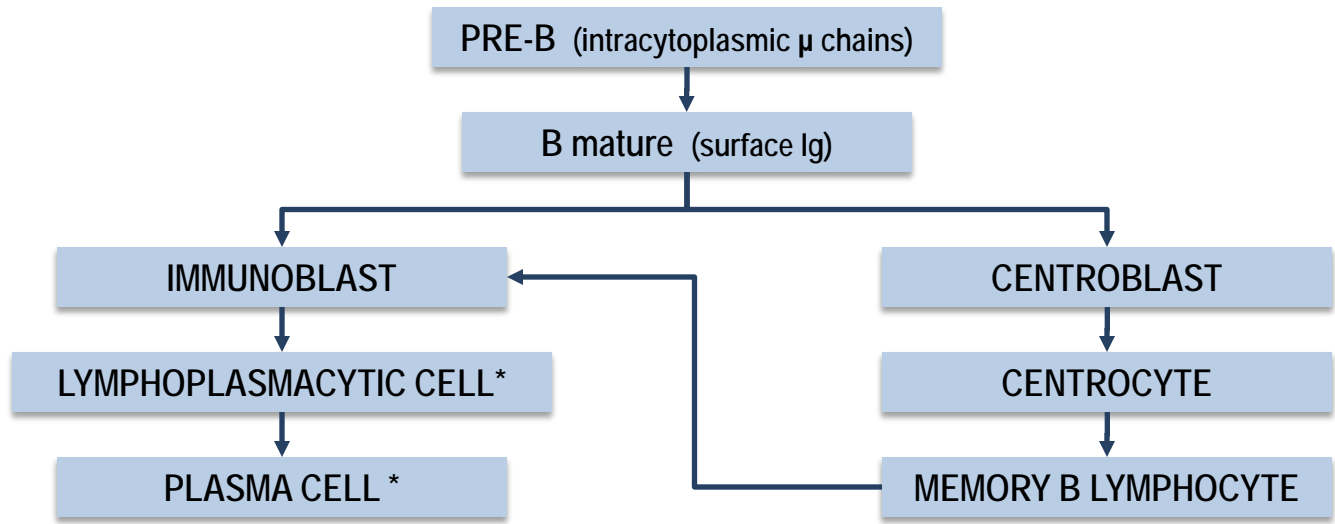 PRE-B (intracytoplasmic µ chains)
B mature (surface Ig)
IMMUNOBLAST
CENTROBLAST
LYMPHOPLASMACYTIC CELL*
CENTROCYTE
PLASMA CELL *
MEMORY B LYMPHOCYTE